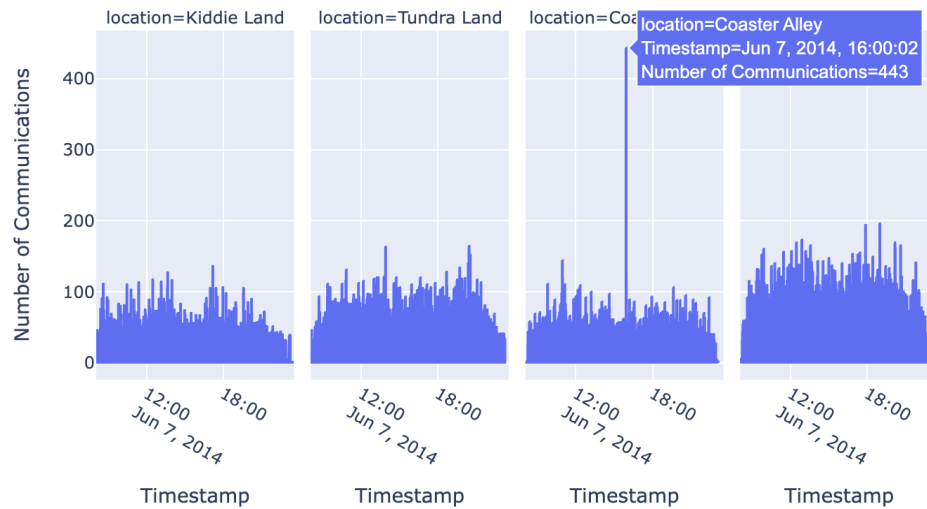 location=Kiddie Land
location=Tundra Land
location=Coa
location=Coaster Alley
Timestamp=Jun 7, 2014, 16:00:02
Number of Communications=443
Number of Communications
400
300
200
100
0
12:00
Jun 7, 2014
18:00
12:00
Jun 7, 2014
18:00
12:00
Jun 7, 2014
18:00
12:00
Jun 7, 2014
18:00
Timestamp
Timestamp
Timestamp
Timestamp